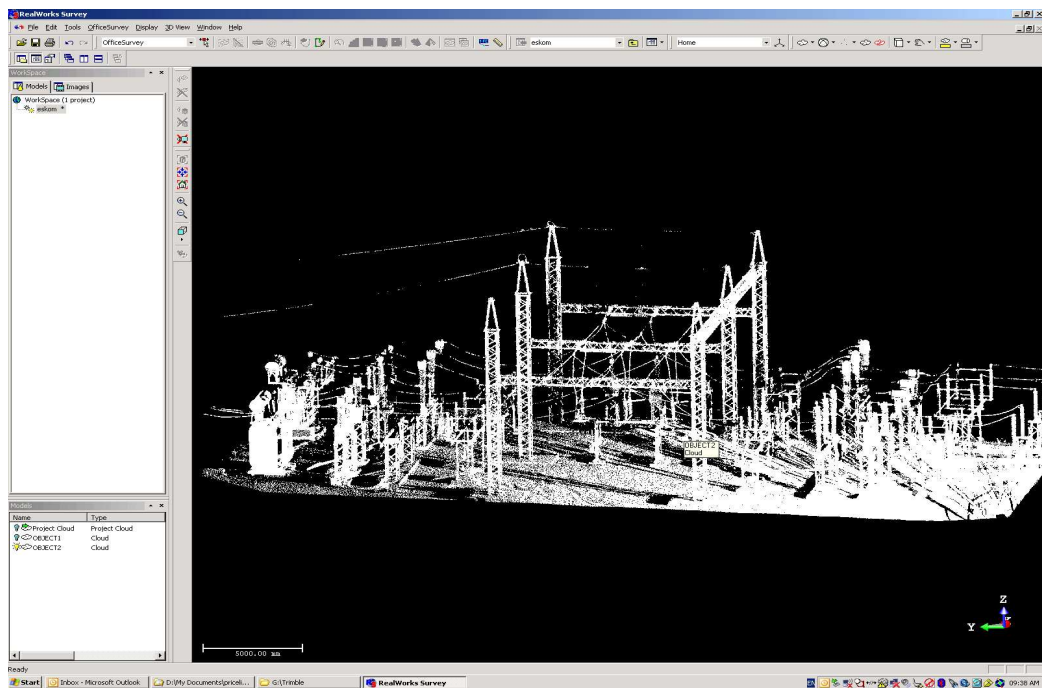 RealWorks Survey
File Edit Tools OfficeSurvey Display 3D View Window Help
OfficeSurvey eskom Home
WorkSpace
Models Images
WorkSpace (1 project)
eskom *
OBJECT2
Cloud
Models
Name Type
Project Cloud Project Cloud
OBJECT1 Cloud
OBJECT2 Cloud
Z
Y
5000.00 mm
Ready
Start Inbox - Microsoft Outlook D:\My Documents\priceli... G:\Trimble RealWorks Survey 09:38 AM